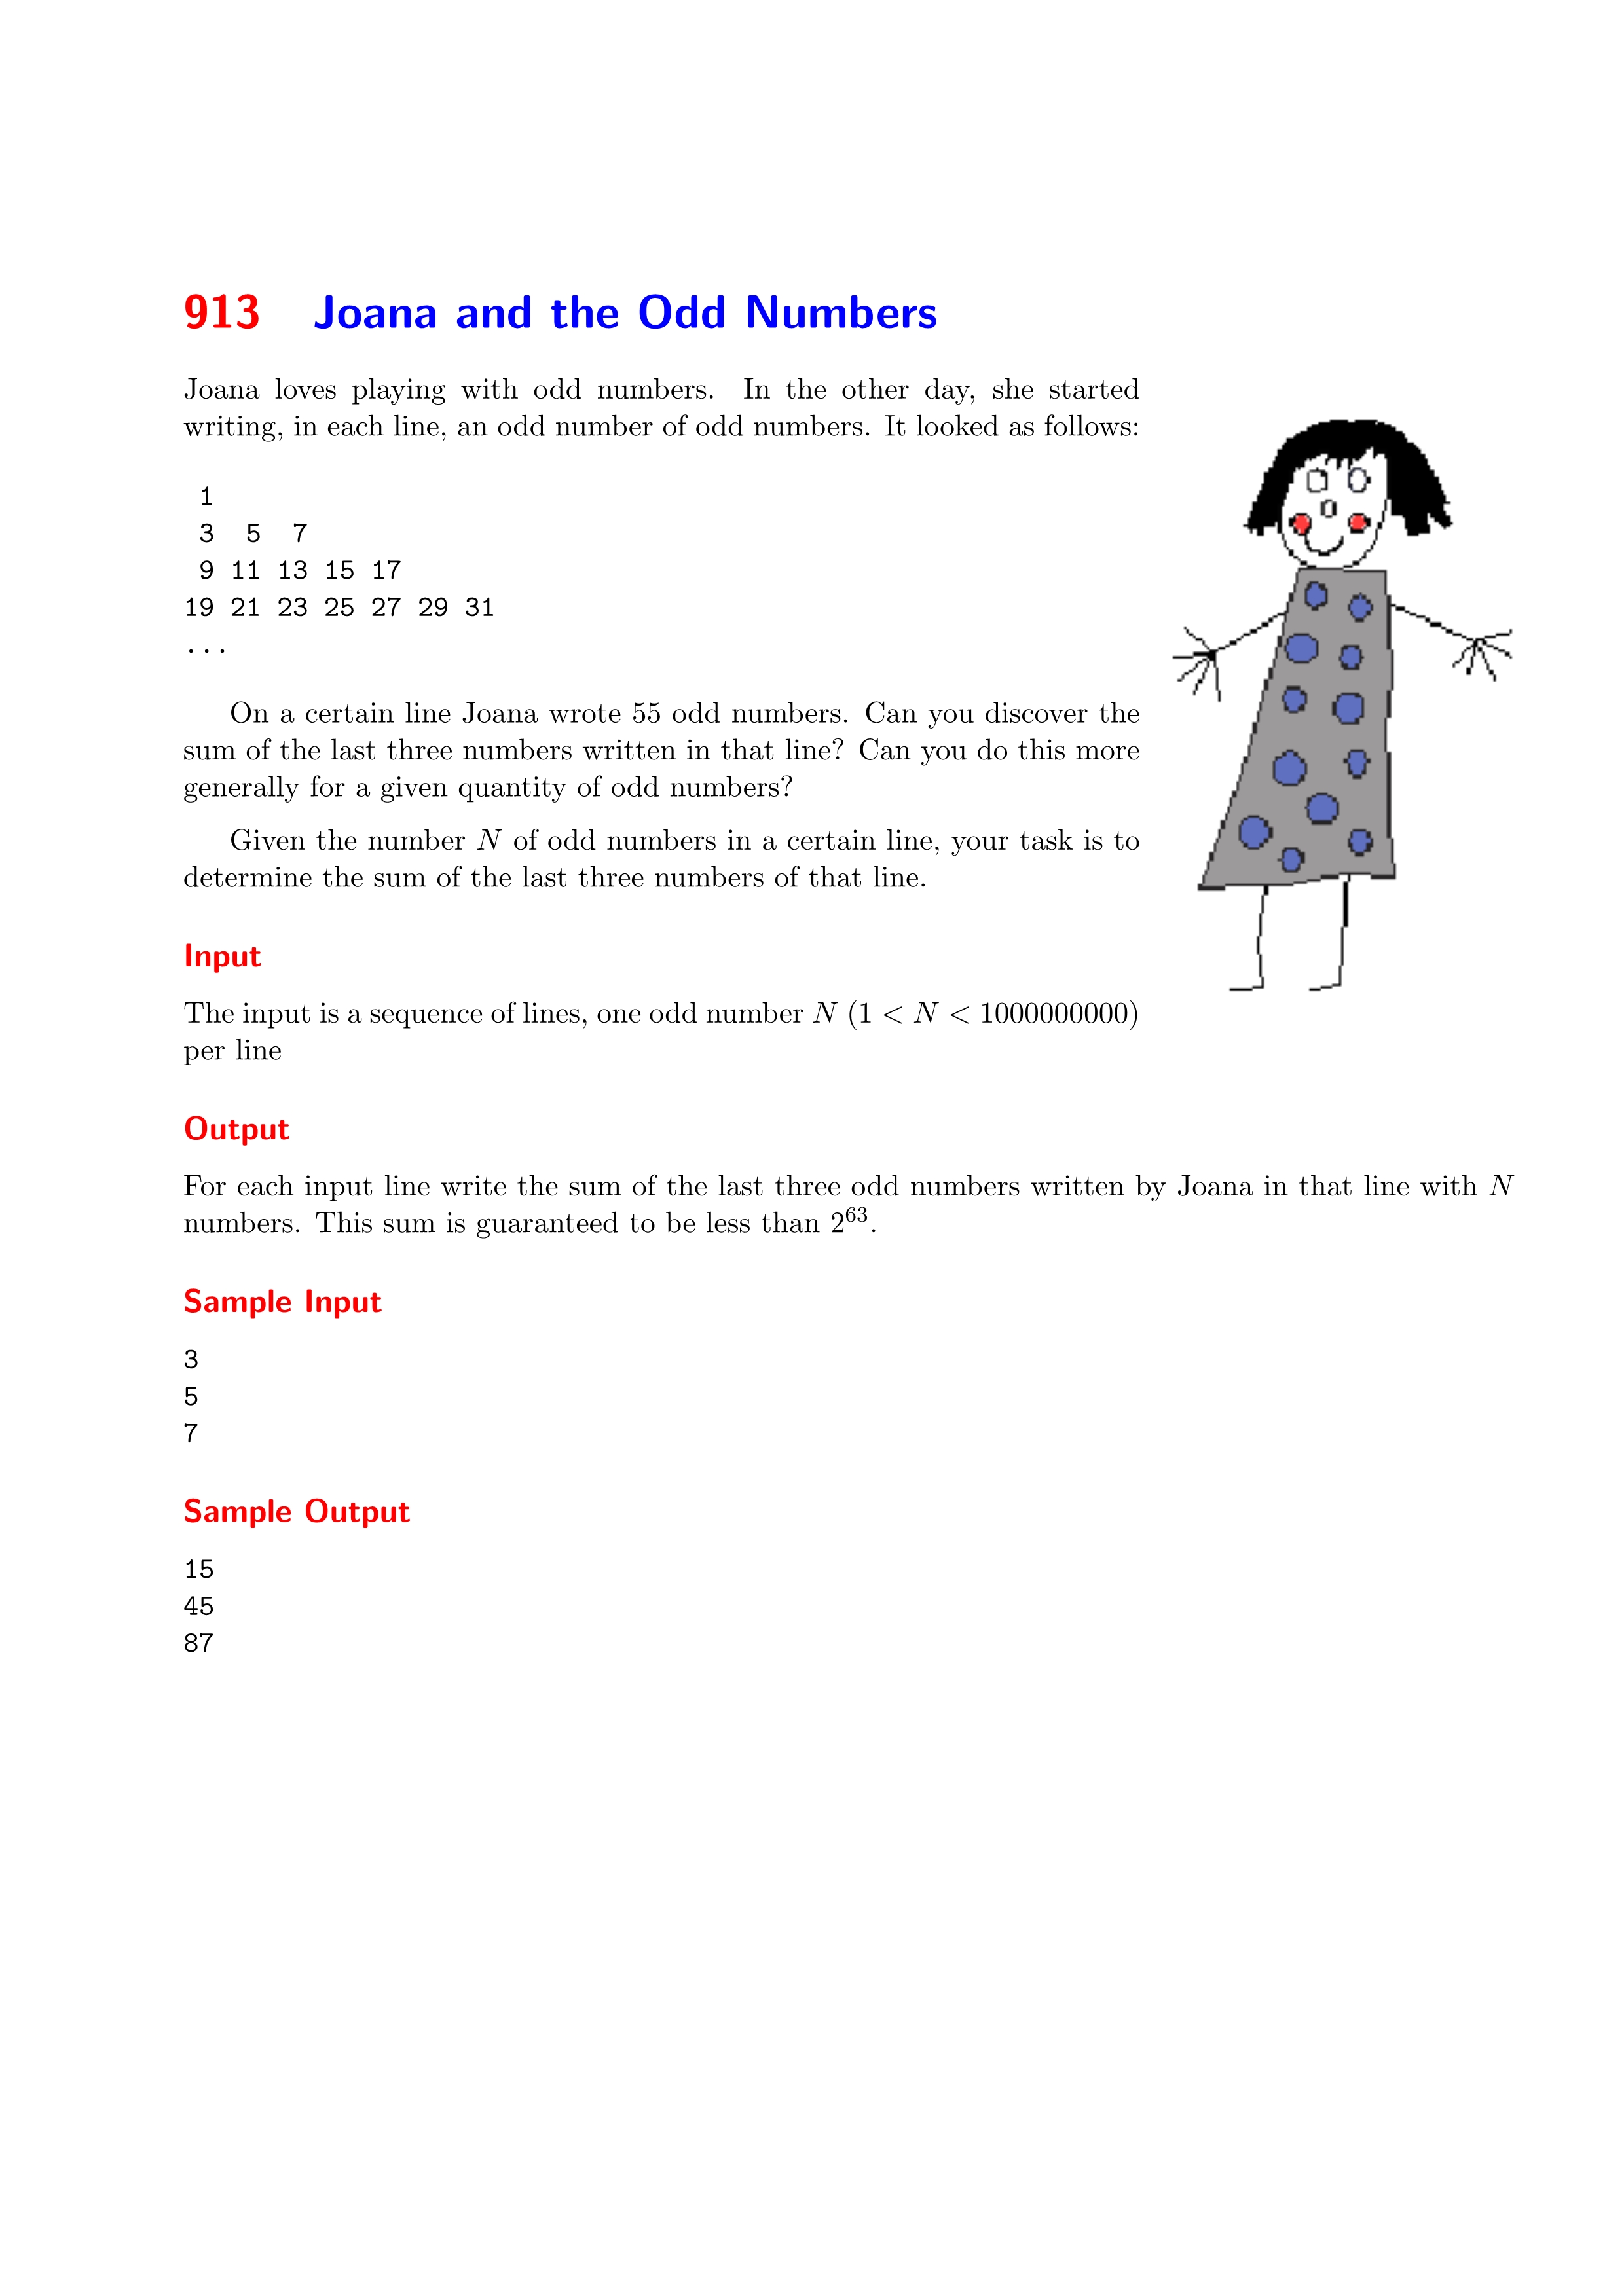 913 Joana and the Odd Numbers
Joana loves playing with odd numbers. In the other day, she started
writing, in each line, an odd number of odd numbers. It looked as follows:
1
3 5 7
9 11 13 15 17
19 21 23 25 27 29 31
...
On a certain line Joana wrote 55 odd numbers. Can you discover the
sum of the last three numbers written in that line? Can you do this more
generally for a given quantity of odd numbers?
Given the number N of odd numbers in a certain line, your task is to
determine the sum of the last three numbers of that line.
Input
The input is a sequence of lines, one odd number N (1 < N < 1000000000)
per line
Output
For each input line write the sum of the last three odd numbers written by Joana in that line with N
numbers. This sum is guaranteed to be less than 2^63.
Sample Input
3
5
7
Sample Output
15
45
87